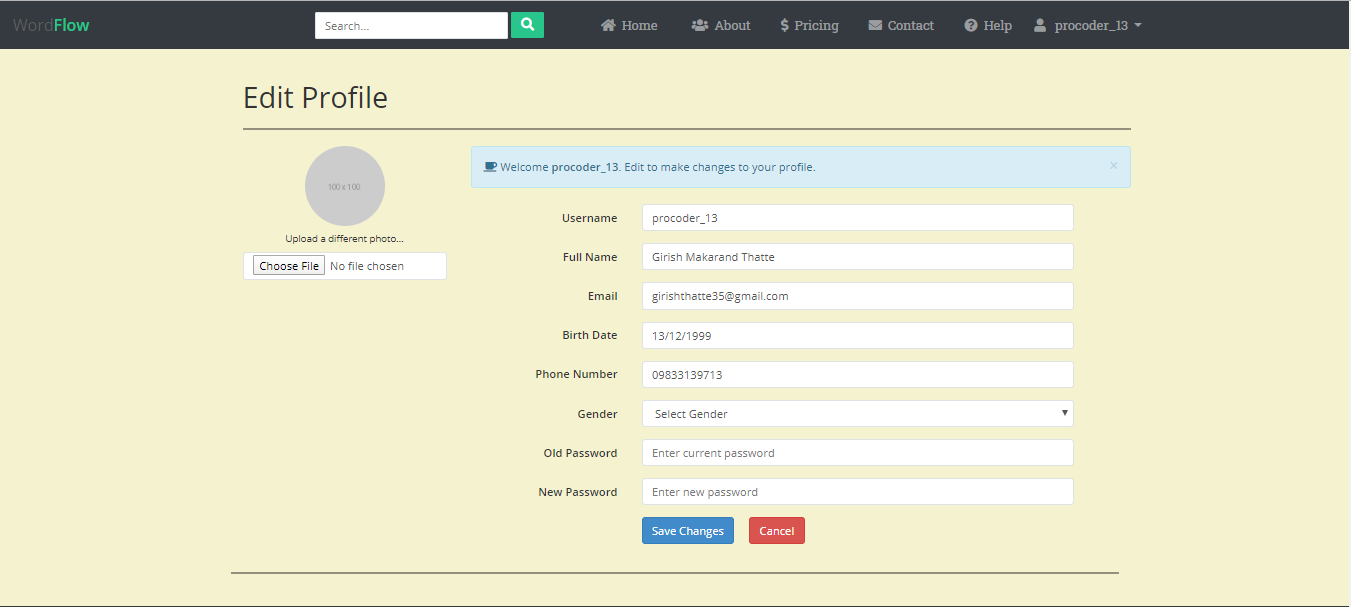 WordFlow Search... Home About $ Pricing Contact ? Help procoder_13
Edit Profile
100 x 100
Upload a different photo...
Choose File No file chosen
Welcome procoder_13. Edit to make changes to your profile. ×
Username procoder_13
Full Name Girish Makarand Thatte
Email girishthatte35@gmail.com
Birth Date 13/12/1999
Phone Number 09833139713
Gender Select Gender
Old Password Enter current password
New Password Enter new password
Save Changes Cancel